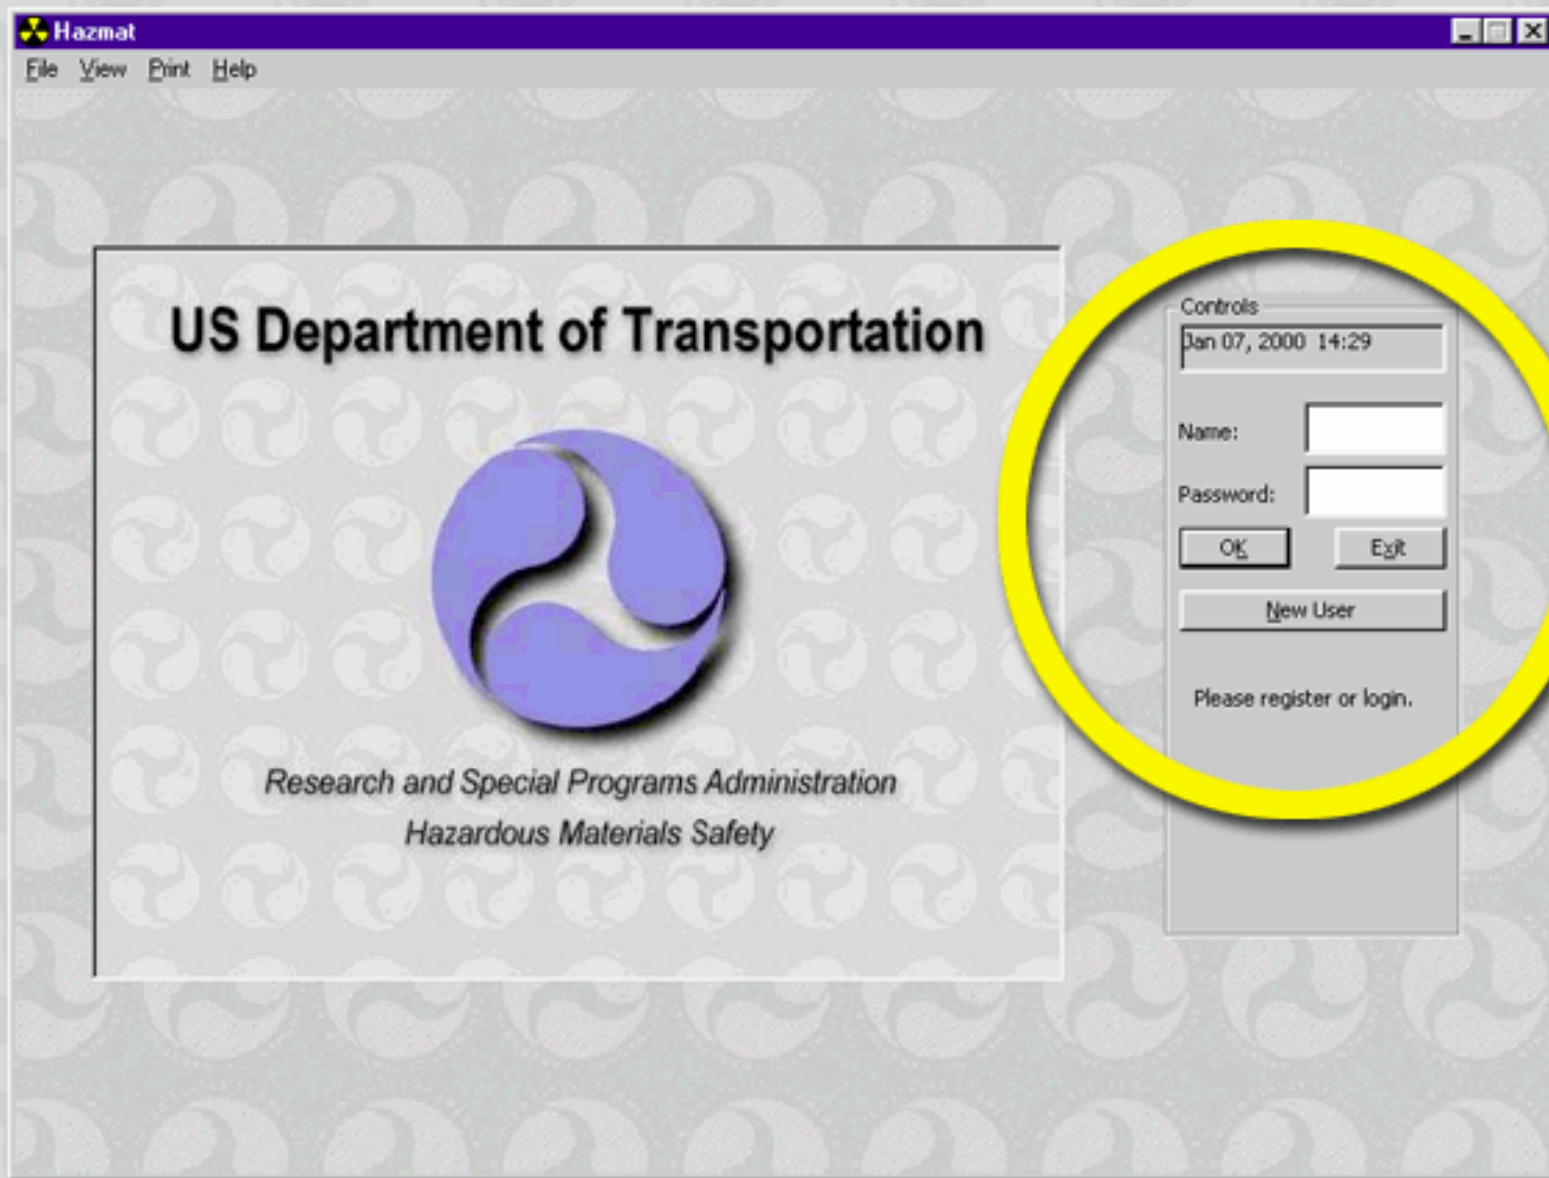 Hazmat
File View Print Help
US Department of Transportation
Research and Special Programs Administration
Hazardous Materials Safety
Controls
Jan 07, 2000 14:29
Name:
Password:
OK Exit
New User
Please register or login.